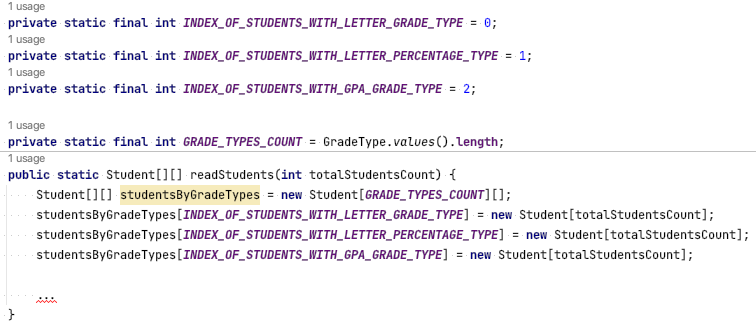 1 usage
private static final int INDEX_OF_STUDENTS_WITH_LETTER_GRADE_TYPE = 0;
1 usage
private static final int INDEX_OF_STUDENTS_WITH_LETTER_PERCENTAGE_TYPE = 1;
1 usage
private static final int INDEX_OF_STUDENTS_WITH_GPA_GRADE_TYPE = 2;
1 usage
private static final int GRADE_TYPES_COUNT = GradeType.values().length;
1 usage
public static Student[][] readStudents(int totalStudentsCount) {
Student[][] studentsByGradeTypes = new Student[GRADE_TYPES_COUNT][];
studentsByGradeTypes[INDEX_OF_STUDENTS_WITH_LETTER_GRADE_TYPE] = new Student[totalStudentsCount];
studentsByGradeTypes[INDEX_OF_STUDENTS_WITH_LETTER_PERCENTAGE_TYPE] = new Student[totalStudentsCount];
studentsByGradeTypes[INDEX_OF_STUDENTS_WITH_GPA_GRADE_TYPE] = new Student[totalStudentsCount];
...
}